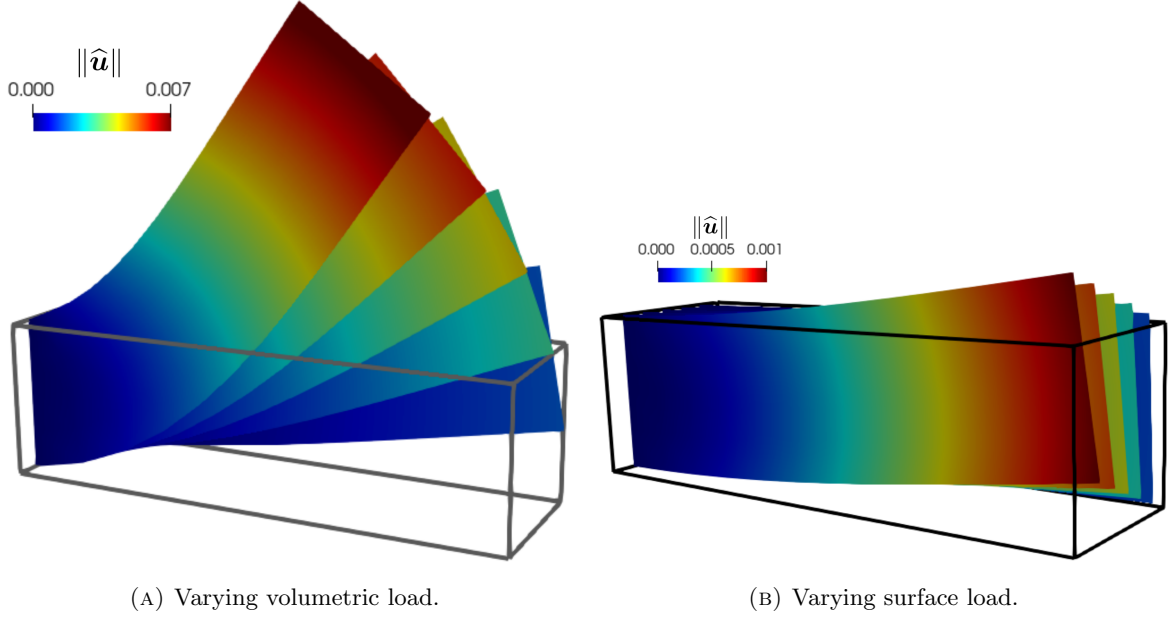 ‖û‖
0.000 0.007
‖û‖
0.000 0.0005 0.001
(A) Varying volumetric load.
(B) Varying surface load.